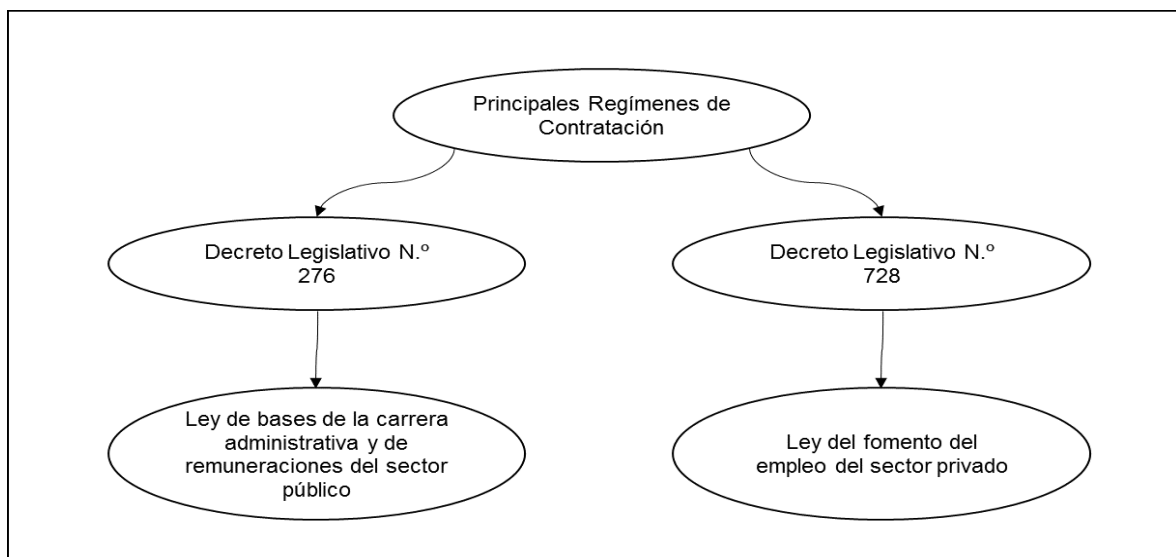 Principales Regímenes de
Contratación
Decreto Legislativo N.º
276
Decreto Legislativo N.º
728
Ley de bases de la carrera
administrativa y de
remuneraciones del sector
público
Ley del fomento del
empleo del sector privado